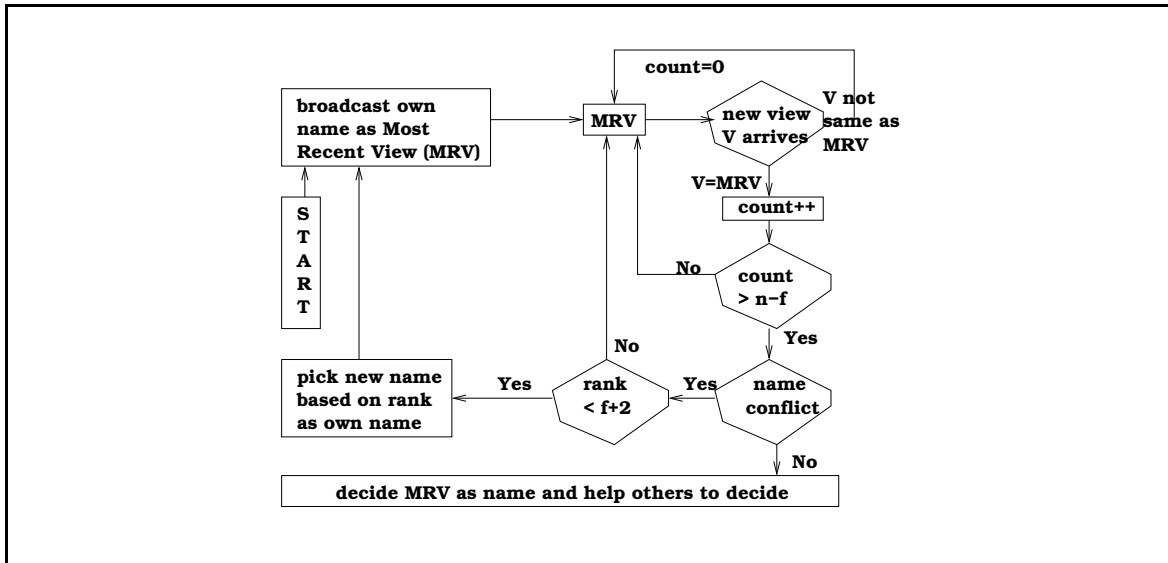 count=0
broadcast own
name as Most
Recent View (MRV)
MRV
new view
V arrives
V not
same as
MRV
V=MRV
count++
S
T
A
R
T
No
count
> n−f
Yes
No
pick new name
based on rank
as own name
Yes
rank
< f+2
Yes
name
conflict
No
decide MRV as name and help others to decide